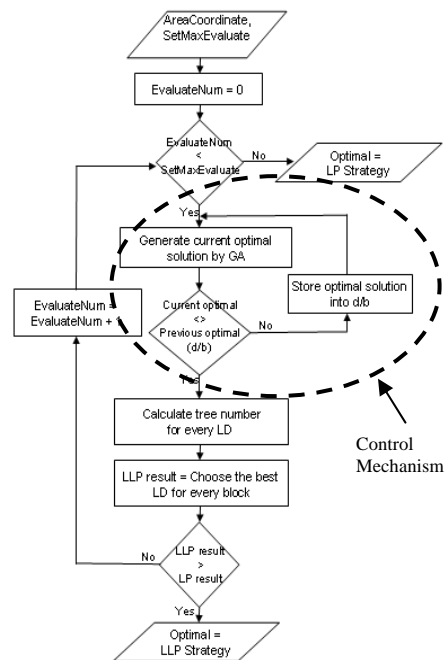 AreaCoordinate,
SetMaxEvaluate
EvaluateNum = 0
EvaluateNum
<
SetMaxEvaluate
No
Optimal =
LP Strategy
Yes
Generate current optimal
solution by GA
Store optimal solution
into d/b
EvaluateNum =
EvaluateNum +
Current optimal
<>
Previous optimal
(d/b)
No
Yes
Calculate tree number
for every LD
Control
Mechanism
LLP result = Choose the best
LD for every block
No
LLP result
>
LP result
Yes
Optimal =
LLP Strategy